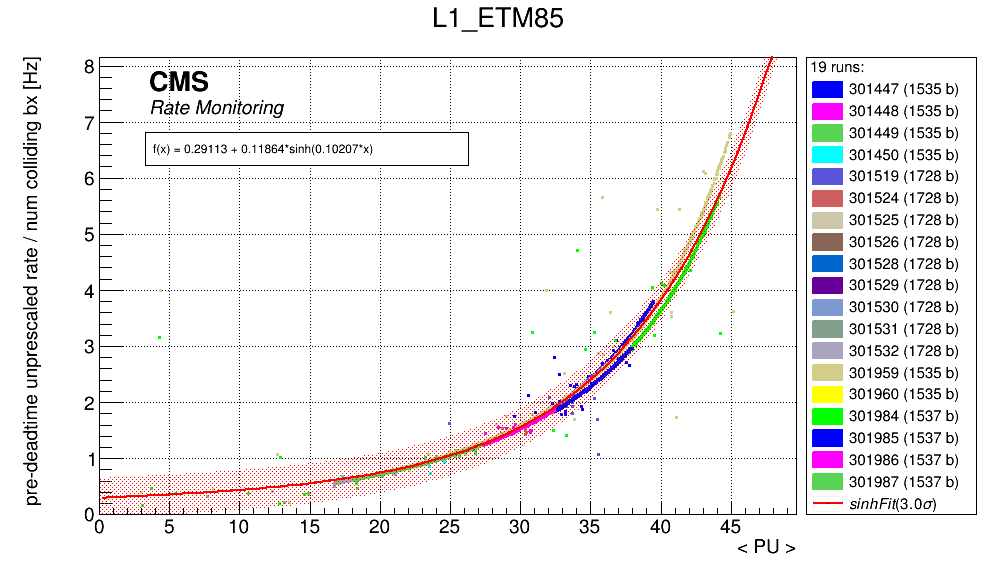 L1_ETM85
pre-deadtime unprescaled rate / num colliding bx [Hz]
CMS
Rate Monitoring
f(x) = 0.29113 + 0.11864*sinh(0.10207*x)
8
7
6
5
4
3
2
1
0
0 5 10 15 20 25 30 35 40 45
< PU >
19 runs:
301447 (1535 b)
301448 (1535 b)
301449 (1535 b)
301450 (1535 b)
301519 (1728 b)
301524 (1728 b)
301525 (1728 b)
301526 (1728 b)
301528 (1728 b)
301529 (1728 b)
301530 (1728 b)
301531 (1728 b)
301532 (1728 b)
301959 (1535 b)
301960 (1535 b)
301984 (1537 b)
301985 (1537 b)
301986 (1537 b)
301987 (1537 b)
sinhFit(3.0σ)